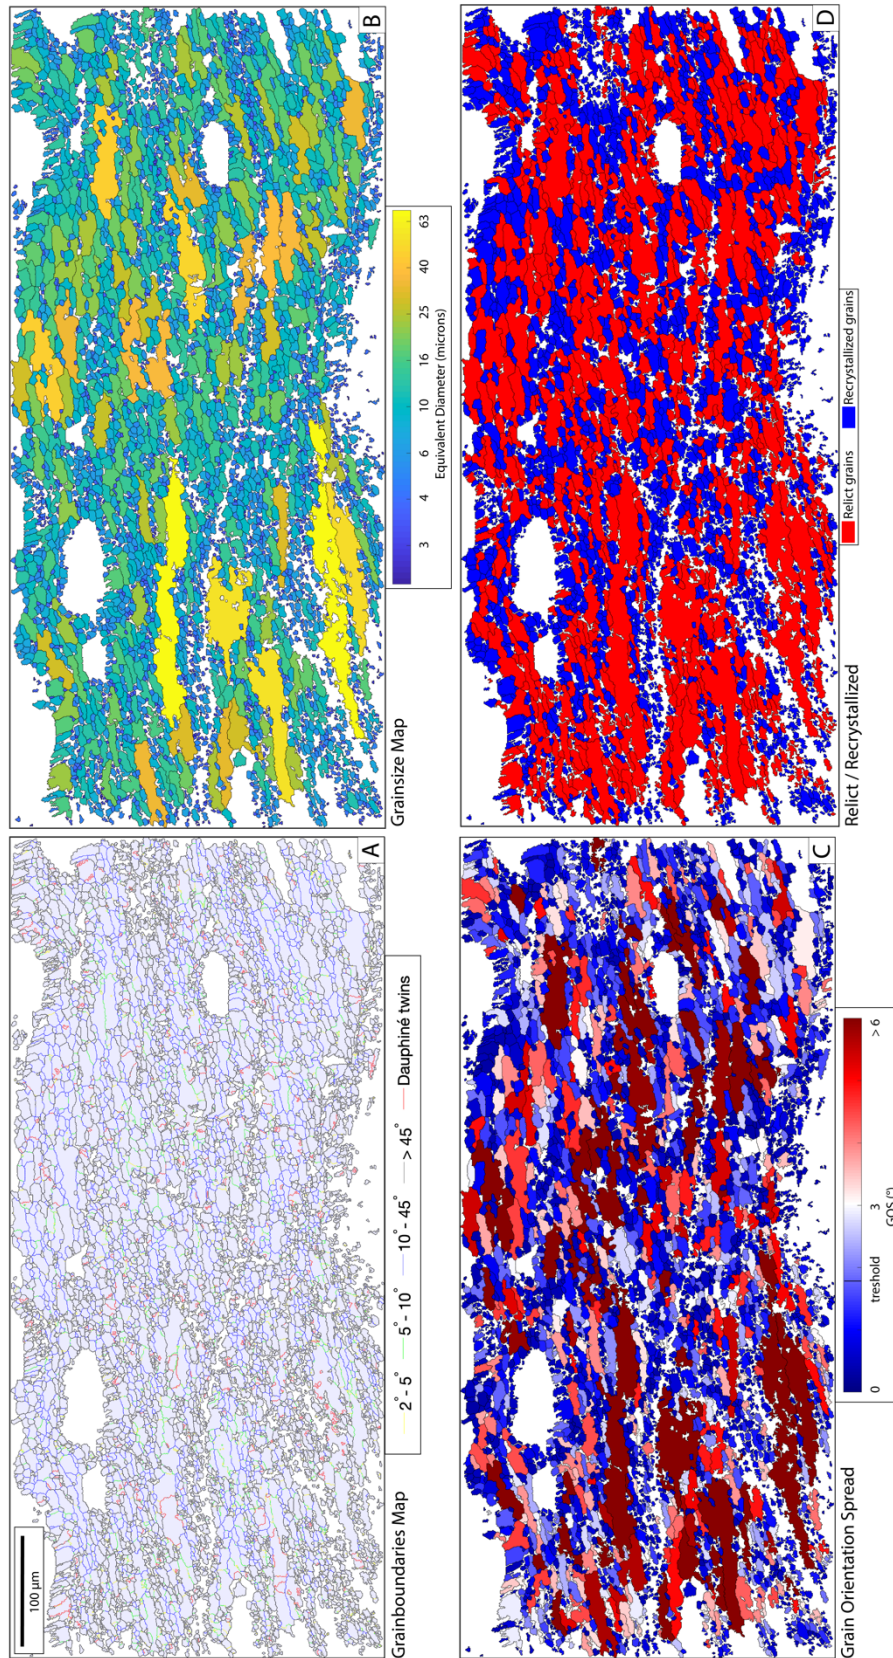 A
100 µm
Grainboundaries Map
2°- 5° 5°- 10° 10°- 45° > 45° Dauphiné twins
B
Grainsize Map
3 4 6 10 16 25 40 63
Equivalent Diameter (microns)
C
Grain Orientation Spread
0 treshold 3 > 6
GOS (°)
D
Relict / Recrystallized
Relict grains Recrystallized grains